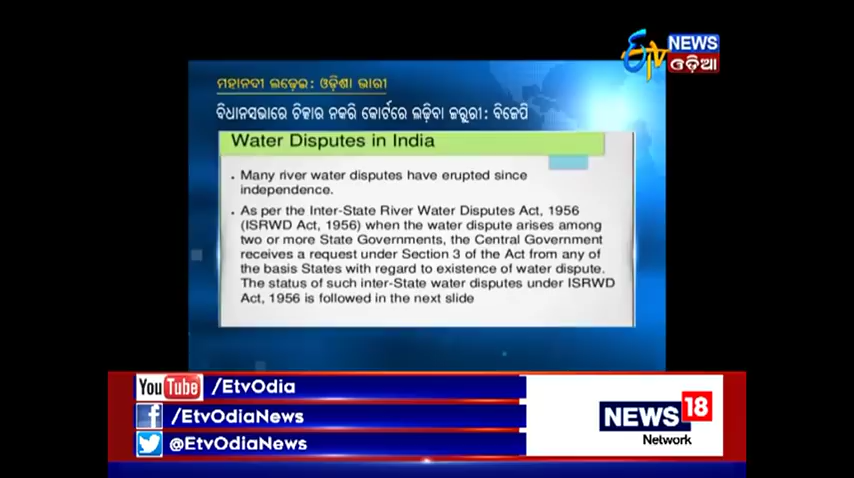 ETV NEWS
ଓଡ଼ିଆ
ମହାନଦୀ ଲଢ଼େଇ: ଓଡ଼ିଶା ଭାରୀ
ବିଧାନସଭାରେ ଚିତ୍କାର ନକରି କୋର୍ଟରେ ଲଢ଼ିବା ଜରୁରୀ: ବିଜେପି
Water Disputes in India
• Many river water disputes have erupted since
independence.
• As per the Inter-State River Water Disputes Act, 1956
(ISRWD Act, 1956) when the water dispute arises among
two or more State Governments, the Central Government
receives a request under Section 3 of the Act from any of
the basis States with regard to existence of water dispute.
The status of such inter-State water disputes under ISRWD
Act, 1956 is followed in the next slide
YouTube /EtvOdia
f /EtvOdiaNews
@EtvOdiaNews
NEWS 18
Network